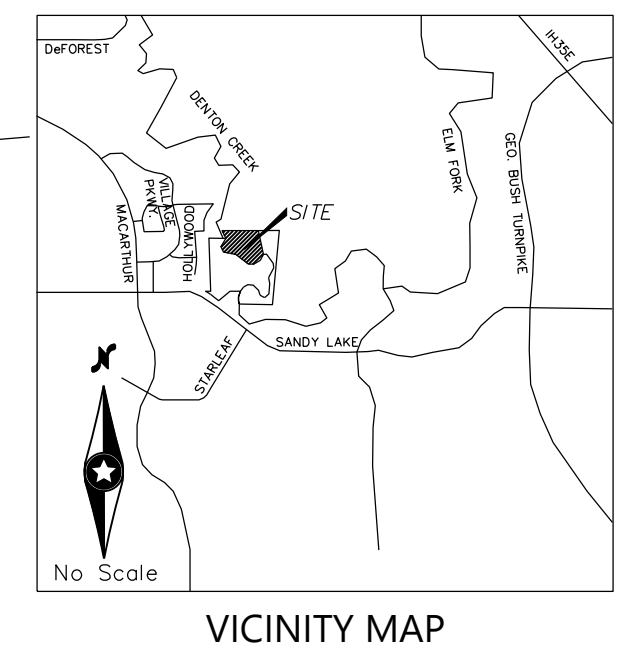 DeFOREST
IH35E
DENTON CREEK
ELM FORK
GEO. BUSH TURNPIKE
VILLAGE
PKWY.
HOLLYWOOD
MACARTHUR
SITE
SANDY LAKE
STARLEAF
N
No Scale
VICINITY MAP